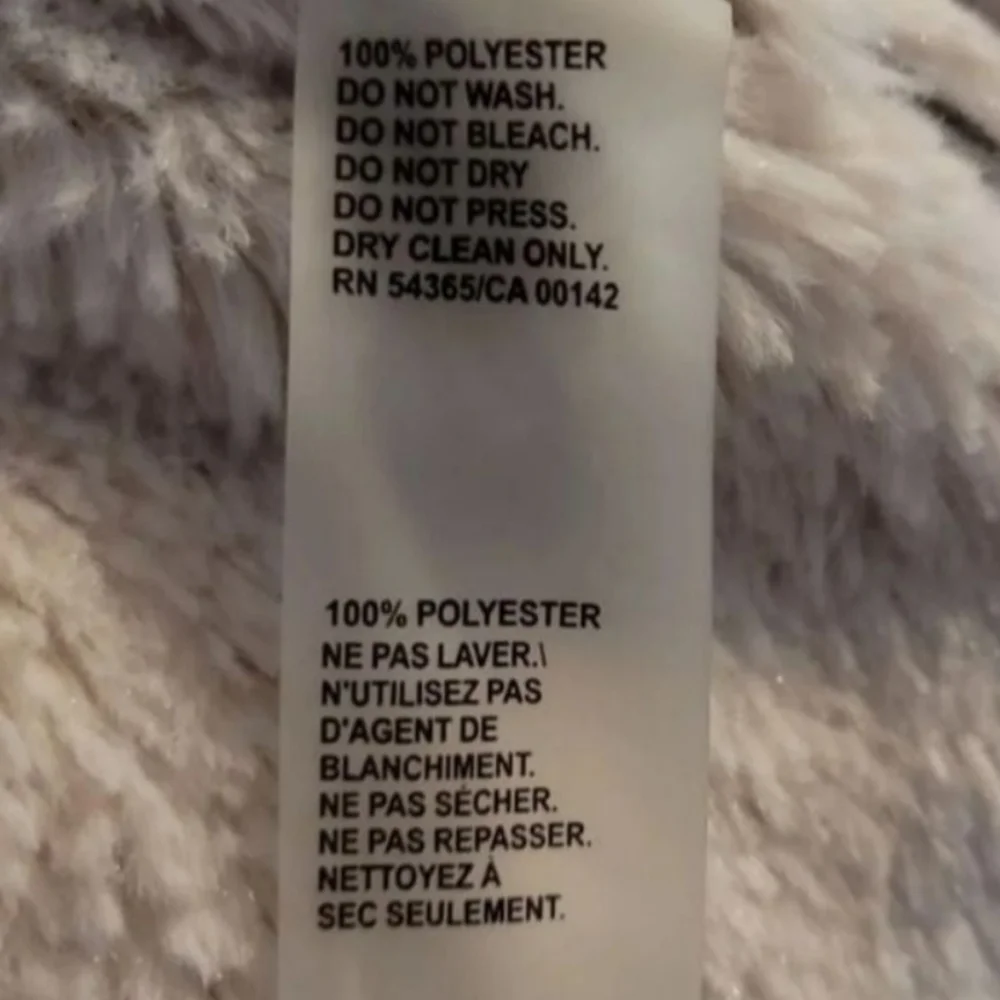 100% POLYESTER
DO NOT WASH.
DO NOT BLEACH.
DO NOT DRY
DO NOT PRESS.
DRY CLEAN ONLY.
RN 54365/CA 00142
100% POLYESTER
NE PAS LAVER.\
N'UTILISEZ PAS
D'AGENT DE
BLANCHIMENT.
NE PAS SÉCHER.
NE PAS REPASSER.
NETTOYEZ À
SEC SEULEMENT.